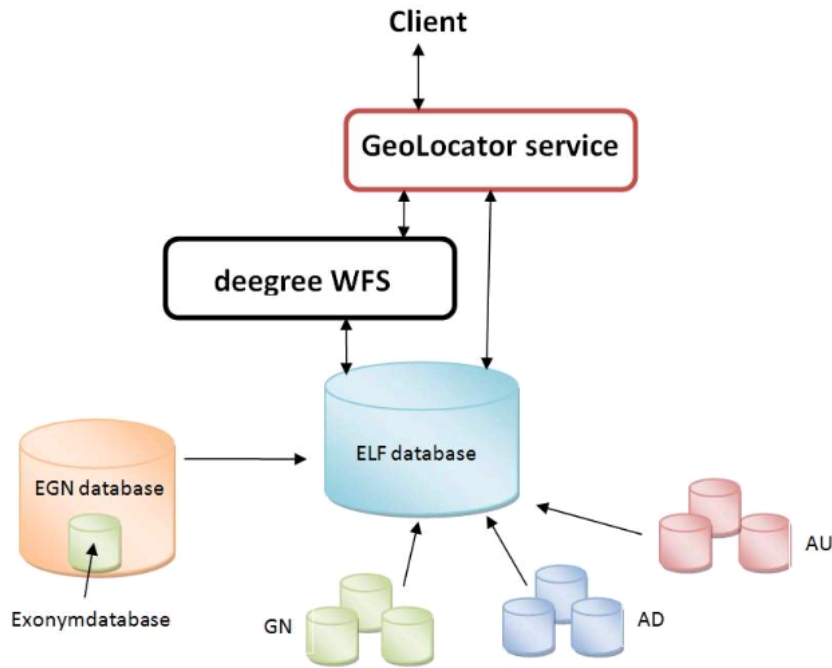 Client
GeoLocator service
deegree WFS
ELF database
EGN database
Exonymdatabase
GN
AD
AU